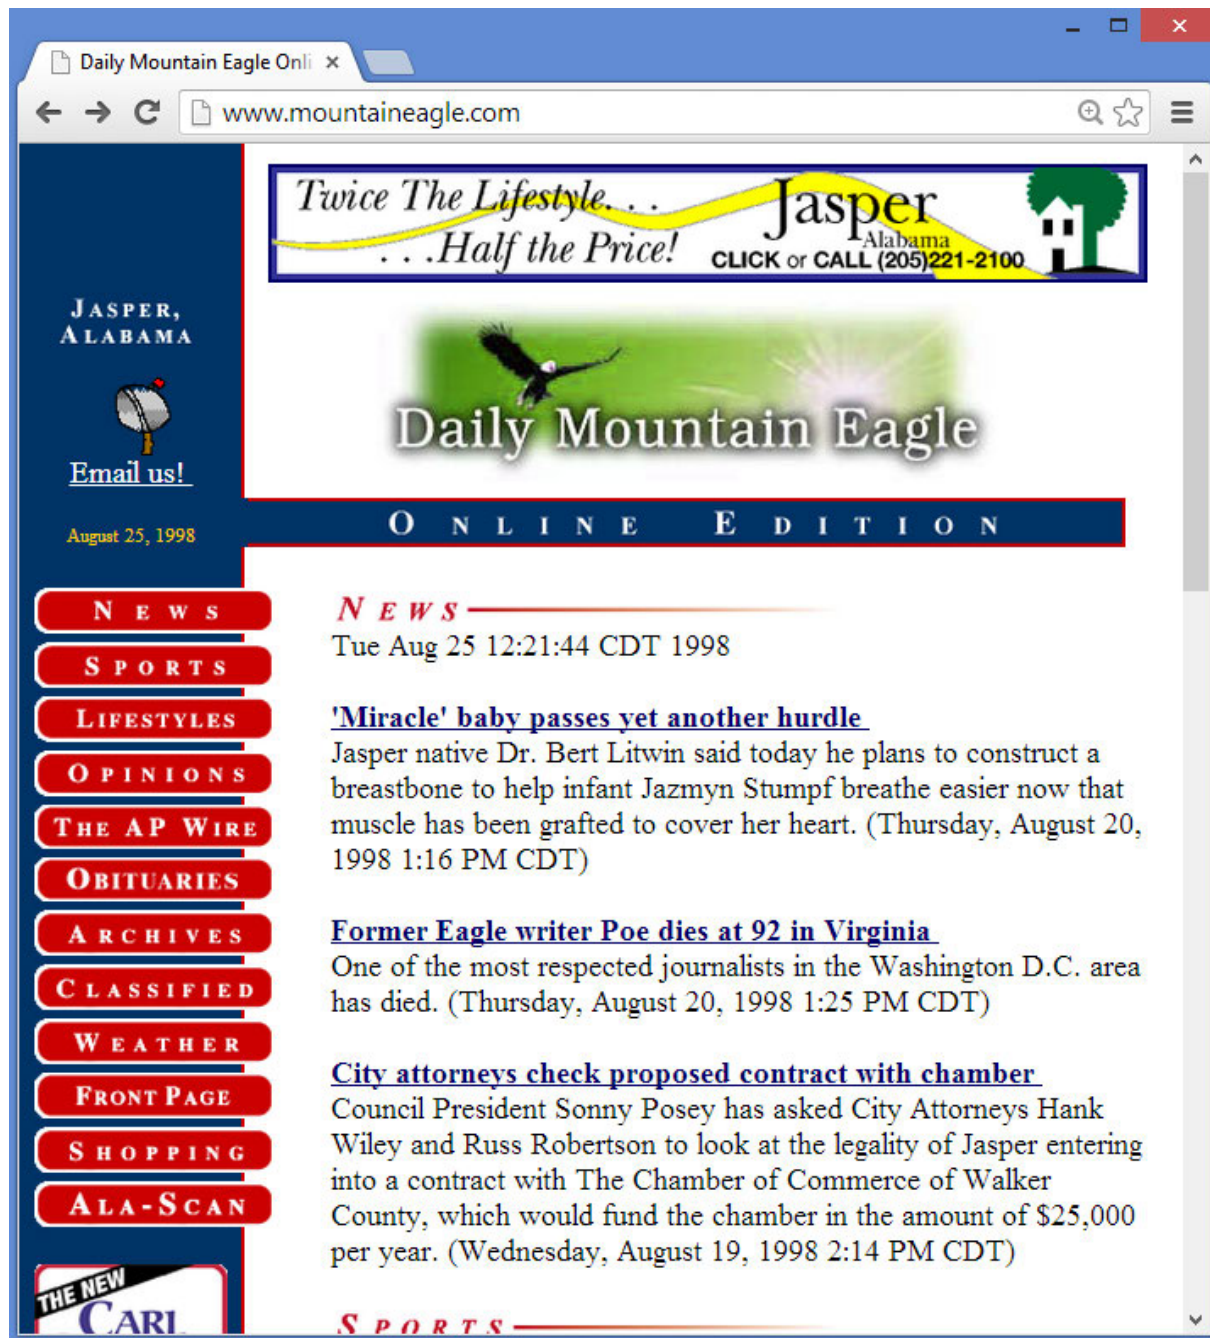 Daily Mountain Eagle Onli
www.mountaineagle.com
Twice The Lifestyle. . .
. . .Half the Price!
Jasper
Alabama
CLICK or CALL (205)221-2100
JASPER,
ALABAMA
Email us!
August 25, 1998
Daily Mountain Eagle
ONLINE EDITION
NEWS
SPORTS
LIFESTYLES
OPINIONS
THE AP WIRE
OBITUARIES
ARCHIVES
CLASSIFIED
WEATHER
FRONT PAGE
SHOPPING
ALA-SCAN
THE NEW
CARL
NEWS
Tue Aug 25 12:21:44 CDT 1998
'Miracle' baby passes yet another hurdle
Jasper native Dr. Bert Litwin said today he plans to construct a
breastbone to help infant Jazmyn Stumpf breathe easier now that
muscle has been grafted to cover her heart. (Thursday, August 20,
1998 1:16 PM CDT)
Former Eagle writer Poe dies at 92 in Virginia
One of the most respected journalists in the Washington D.C. area
has died. (Thursday, August 20, 1998 1:25 PM CDT)
City attorneys check proposed contract with chamber
Council President Sonny Posey has asked City Attorneys Hank
Wiley and Russ Robertson to look at the legality of Jasper entering
into a contract with The Chamber of Commerce of Walker
County, which would fund the chamber in the amount of $25,000
per year. (Wednesday, August 19, 1998 2:14 PM CDT)
SPORTS